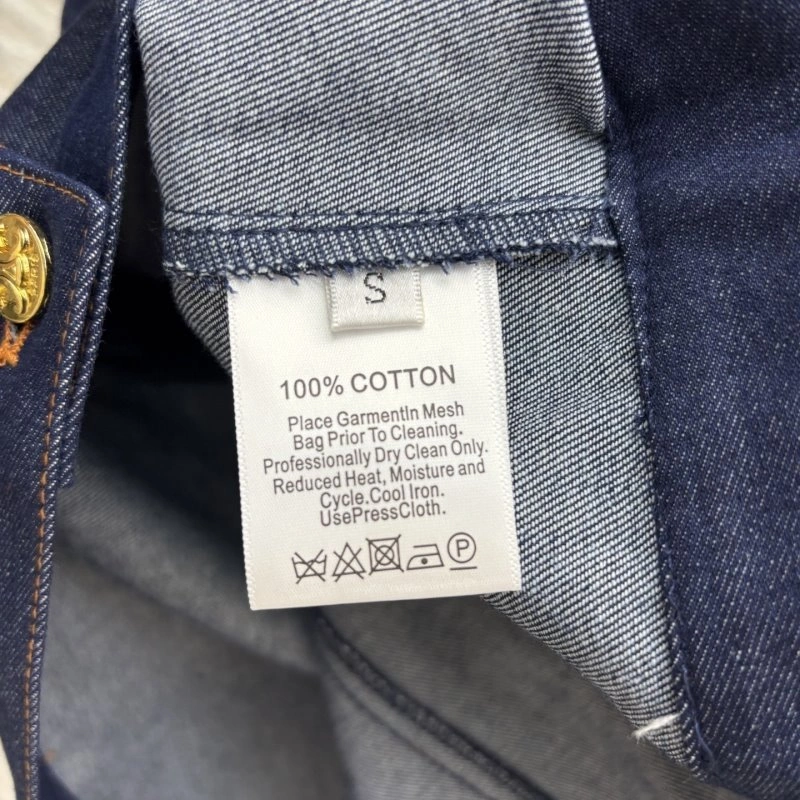 S
100% COTTON
Place GarmentIn Mesh
Bag Prior To Cleaning.
Professionally Dry Clean Only.
Reduced Heat, Moisture and
Cycle.Cool Iron.
UsePressCloth.
P